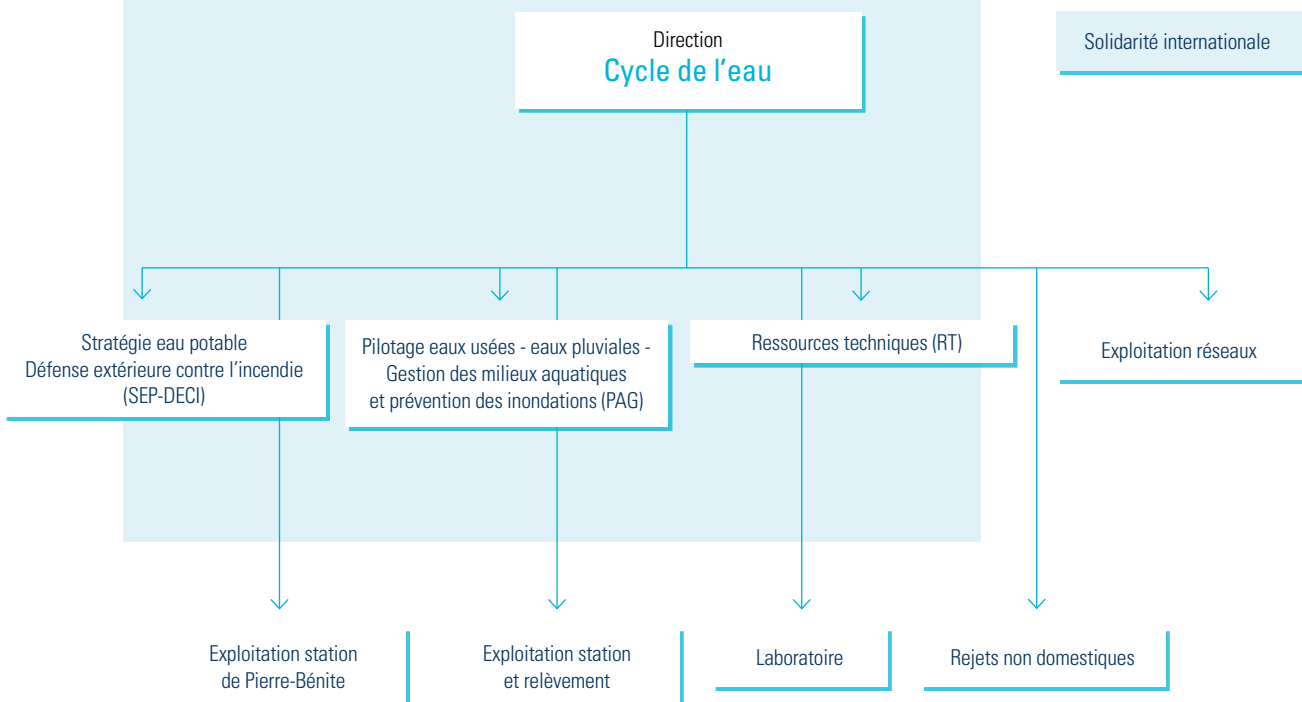 Direction
Cycle de l'eau
Solidarité internationale
Stratégie eau potable
Défense extérieure contre l'incendie
(SEP-DECI)
Pilotage eaux usées - eaux pluviales -
Gestion des milieux aquatiques
et prévention des inondations (PAG)
Ressources techniques (RT)
Exploitation réseaux
Exploitation station
de Pierre-Bénite
Exploitation station
et relèvement
Laboratoire
Rejets non domestiques